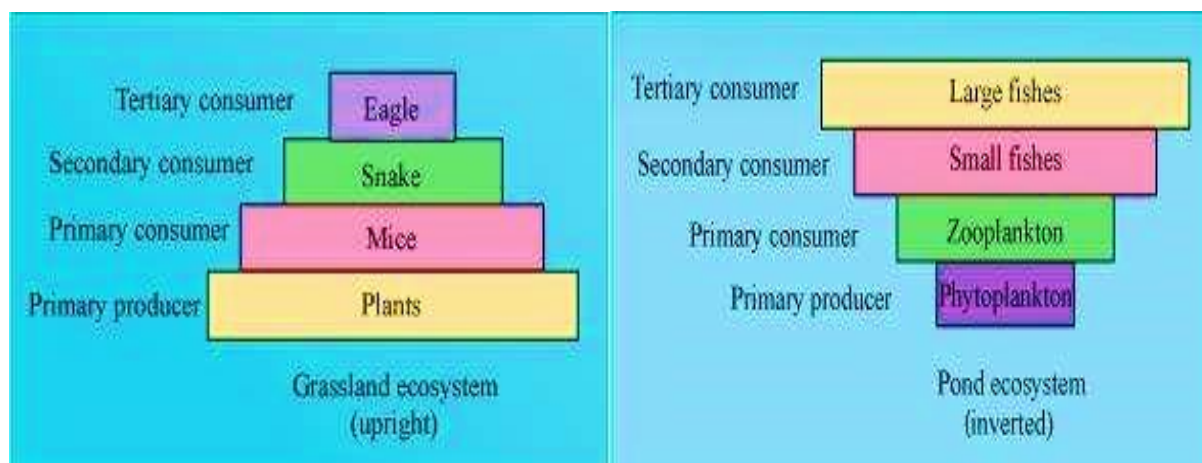 Tertiary consumer
Eagle
Secondary consumer
Snake
Primary consumer
Mice
Primary producer
Plants
Grassland ecosystem
(upright)
Tertiary consumer
Large fishes
Secondary consumer
Small fishes
Primary consumer
Zooplankton
Primary producer
Phytoplankton
Pond ecosystem
(inverted)